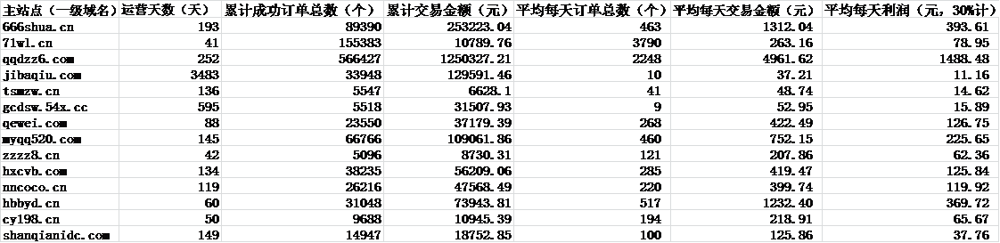 主站点（一级域名） 运营天数（天） 累计成功订单总数（个） 累计交易金额（元） 平均每天订单总数（个） 平均每天交易金额（元） 平均每天利润（元，30%计）
666shua.cn 193 89390 253223.04 463 1312.04 393.61
71wl.cn 41 155383 10789.76 3790 263.16 78.95
qqdzz6.com 252 566427 1250327.21 2248 4961.62 1488.48
jibaqiu.com 3483 33948 129591.46 10 37.21 11.16
tsmzw.cn 136 5547 6628.1 41 48.74 14.62
gcdsw.54x.cc 595 5518 31507.93 9 52.95 15.89
qewei.com 88 23550 37179.39 268 422.49 126.75
myqq520.com 145 66766 109061.86 460 752.15 225.65
zzzz8.cn 42 5096 8730.31 121 207.86 62.36
hxcvb.com 134 38235 56209.06 285 419.47 125.84
nncoco.cn 119 26216 47568.49 220 399.74 119.92
hbbyd.cn 60 31048 73943.81 517 1232.40 369.72
cy198.cn 50 9688 10945.39 194 218.91 65.67
shanqianidc.com 149 14947 18752.85 100 125.86 37.76